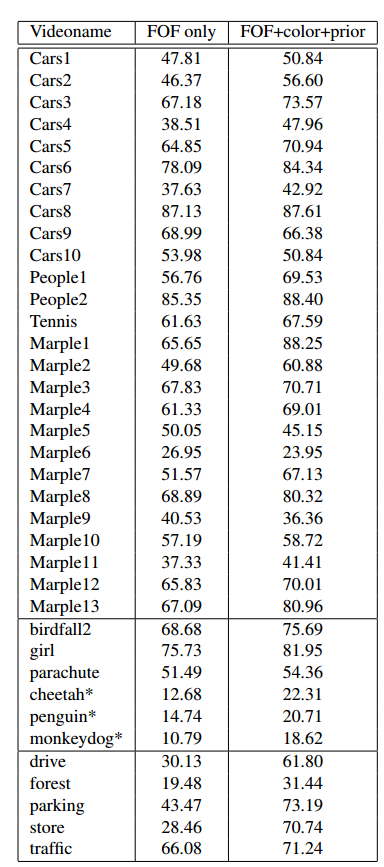 Videoname FOF only FOF+color+prior
Cars1 47.81 50.84
Cars2 46.37 56.60
Cars3 67.18 73.57
Cars4 38.51 47.96
Cars5 64.85 70.94
Cars6 78.09 84.34
Cars7 37.63 42.92
Cars8 87.13 87.61
Cars9 68.99 66.38
Cars10 53.98 50.84
People1 56.76 69.53
People2 85.35 88.40
Tennis 61.63 67.59
Marple1 65.65 88.25
Marple2 49.68 60.88
Marple3 67.83 70.71
Marple4 61.33 69.01
Marple5 50.05 45.15
Marple6 26.95 23.95
Marple7 51.57 67.13
Marple8 68.89 80.32
Marple9 40.53 36.36
Marple10 57.19 58.72
Marple11 37.33 41.41
Marple12 65.83 70.01
Marple13 67.09 80.96
birdfall2 68.68 75.69
girl 75.73 81.95
parachute 51.49 54.36
cheetah* 12.68 22.31
penguin* 14.74 20.71
monkeydog* 10.79 18.62
drive 30.13 61.80
forest 19.48 31.44
parking 43.47 73.19
store 28.46 70.74
traffic 66.08 71.24